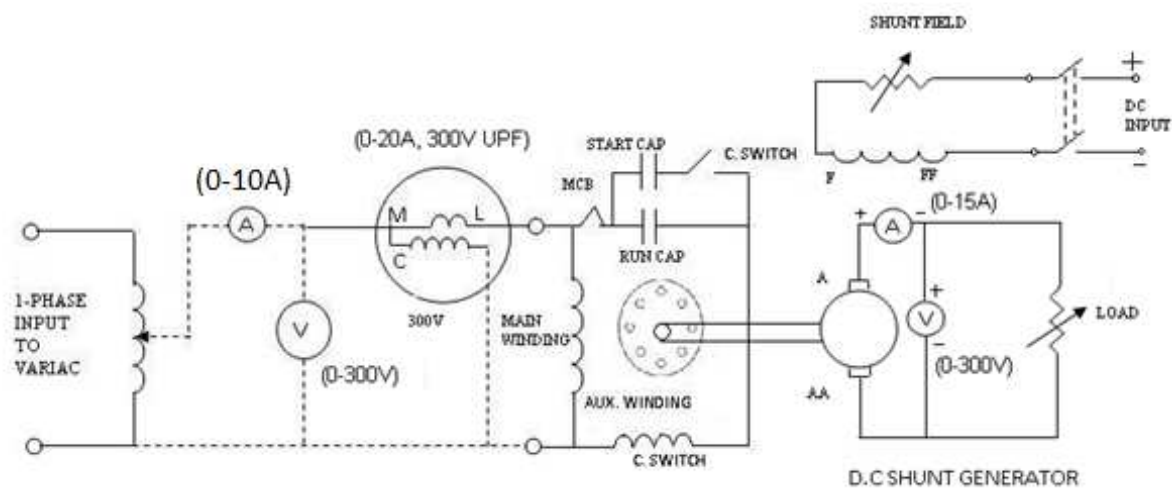 SHUNT FIELD
+
DC
INPUT
-
F
FF
(0-20A, 300V UPF)
START CAP
C. SWITCH
(0-10A)
MCB
A
M
L
C
RUN CAP
(0-15A)
+
-
A
1-PHASE
INPUT
TO
VARIAC
V
300V
MAIN
WINDING
A
+
V
-
LOAD
(0-300V)
(0-300V)
AUX. WINDING
AA
C. SWITCH
D.C SHUNT GENERATOR